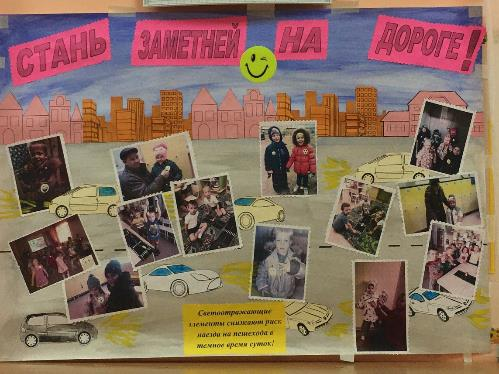 СТАНЬ ЗАМЕТНЕЙ НА ДОРОГЕ!
Светоотражающие
элементы снижают риск
наезда на пешехода в
темное время суток!